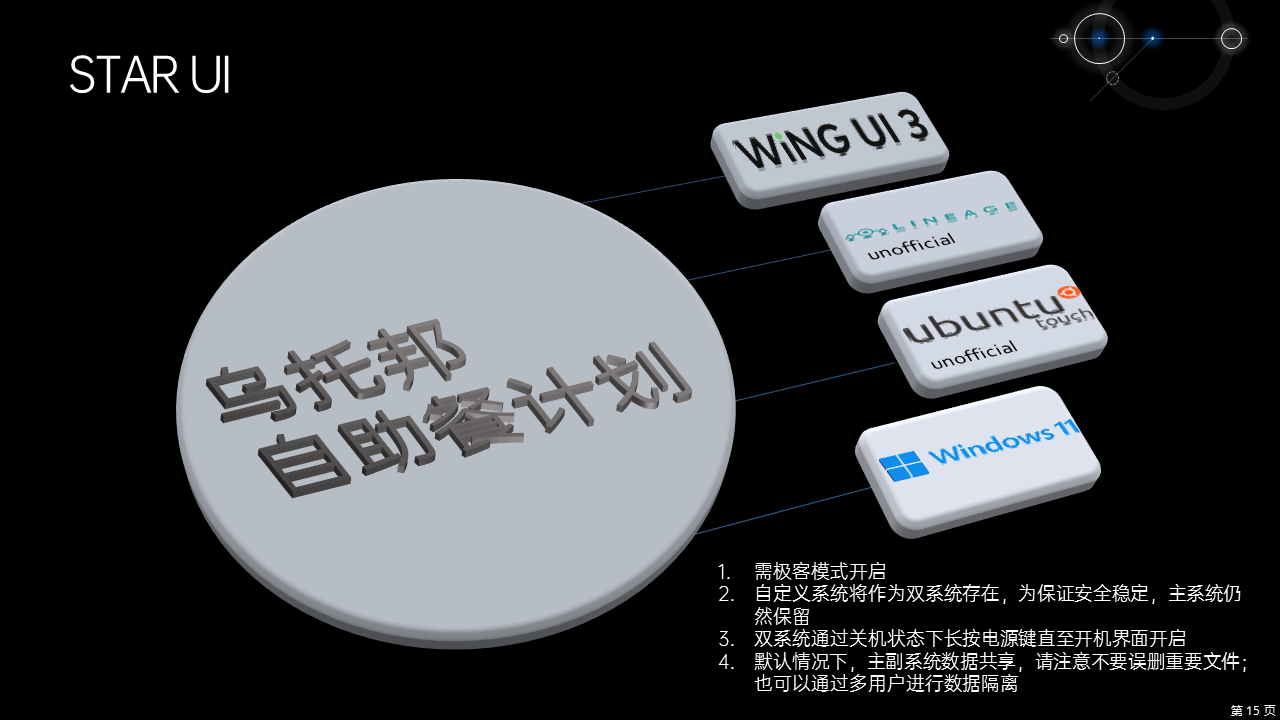 STAR UI
WiNG UI 3
LINEAGE
unofficial
ubuntu
touch
unofficial
Windows 11
乌托邦
自助餐计划
1. 需极客模式开启
2. 自定义系统将作为双系统存在，为保证安全稳定，主系统仍
然保留
3. 双系统通过关机状态下长按电源键直至开机界面开启
4. 默认情况下，主副系统数据共享，请注意不要误删重要文件；
也可以通过多用户进行数据隔离
第 15 页